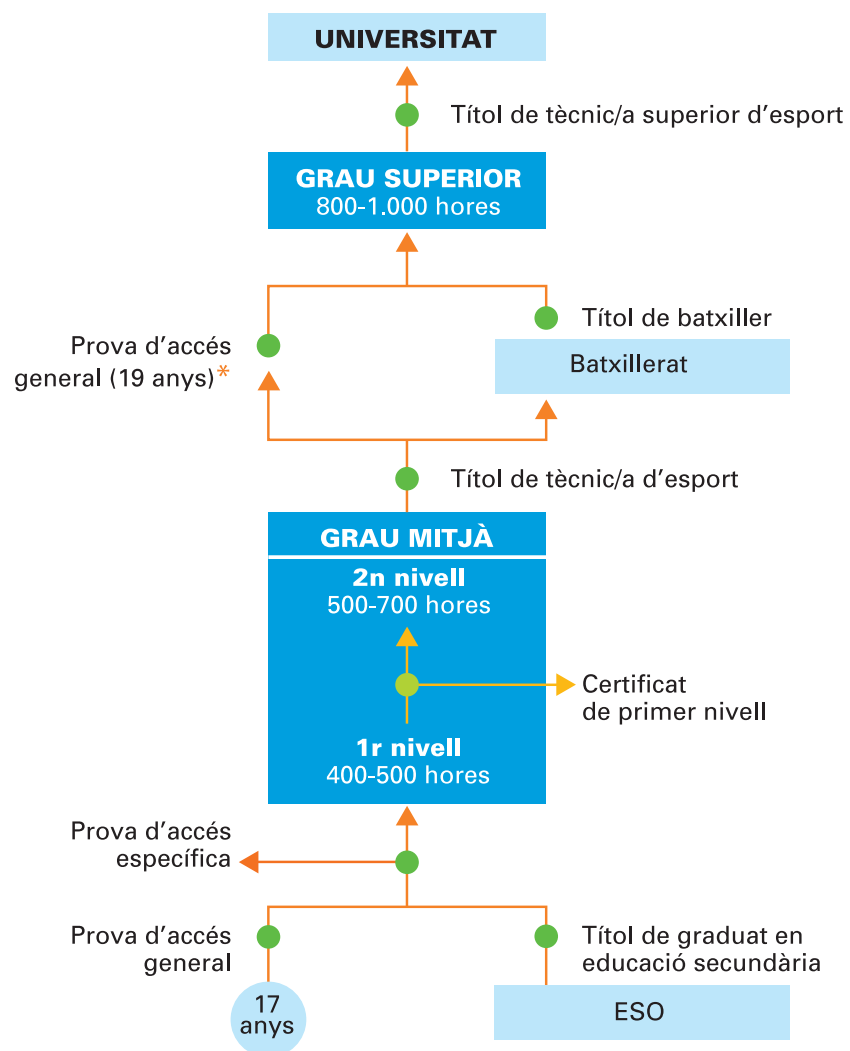 UNIVERSITAT
Títol de tècnic/a superior d’esport
GRAU SUPERIOR
800-1.000 hores
Títol de batxiller
Prova d’accés
general (19 anys)*
Batxillerat
Títol de tècnic/a d’esport
GRAU MITJÀ
2n nivell
500-700 hores
Certificat
de primer nivell
1r nivell
400-500 hores
Prova d’accés
específica
Prova d’accés
general
Títol de graduat en
educació secundària
17
anys
ESO